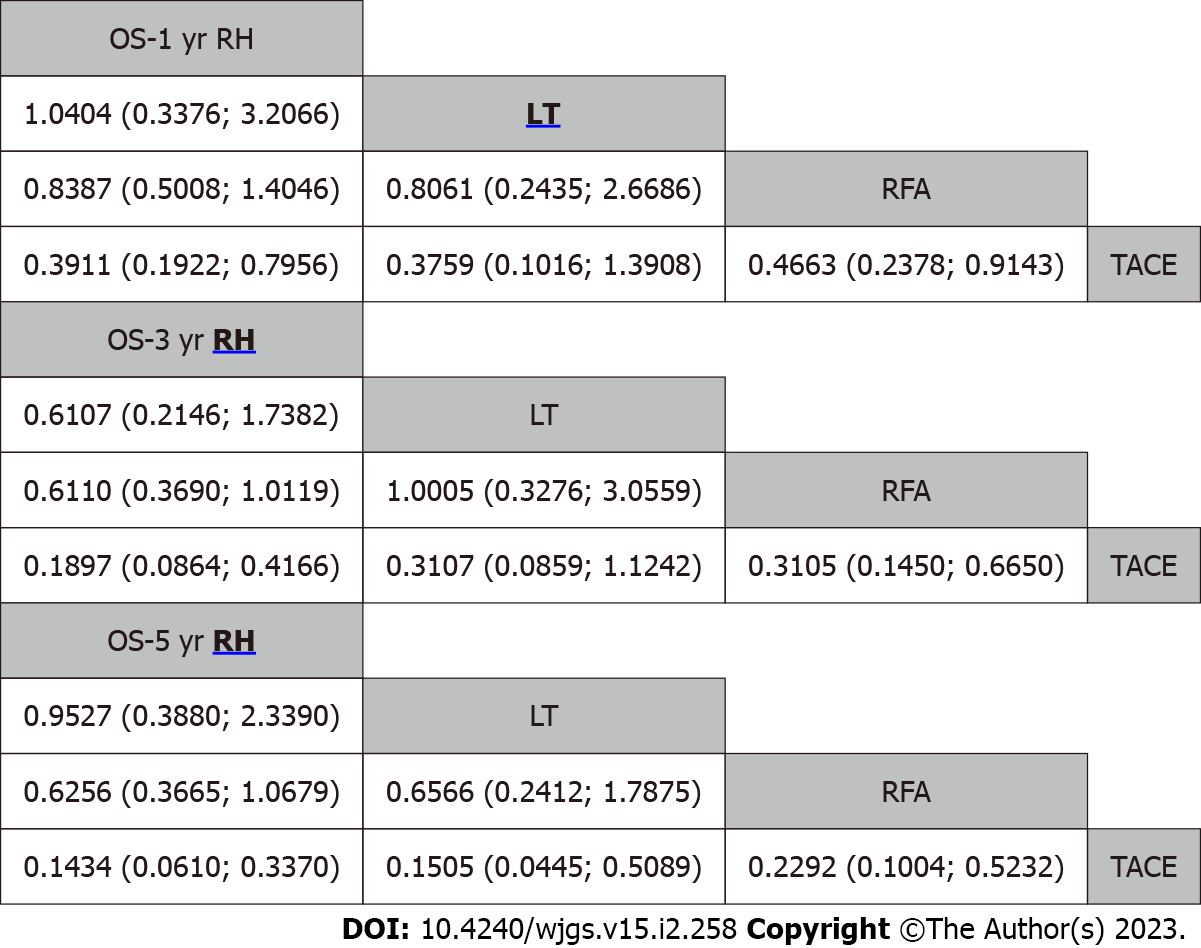 OS-1 yr RH
1.0404 (0.3376; 3.2066) LT
0.8387 (0.5008; 1.4046) 0.8061 (0.2435; 2.6686) RFA
0.3911 (0.1922; 0.7956) 0.3759 (0.1016; 1.3908) 0.4663 (0.2378; 0.9143) TACE
OS-3 yr RH
0.6107 (0.2146; 1.7382) LT
0.6110 (0.3690; 1.0119) 1.0005 (0.3276; 3.0559) RFA
0.1897 (0.0864; 0.4166) 0.3107 (0.0859; 1.1242) 0.3105 (0.1450; 0.6650) TACE
OS-5 yr RH
0.9527 (0.3880; 2.3390) LT
0.6256 (0.3665; 1.0679) 0.6566 (0.2412; 1.7875) RFA
0.1434 (0.0610; 0.3370) 0.1505 (0.0445; 0.5089) 0.2292 (0.1004; 0.5232) TACE
DOI: 10.4240/wjgs.v15.i2.258 Copyright ©The Author(s) 2023.